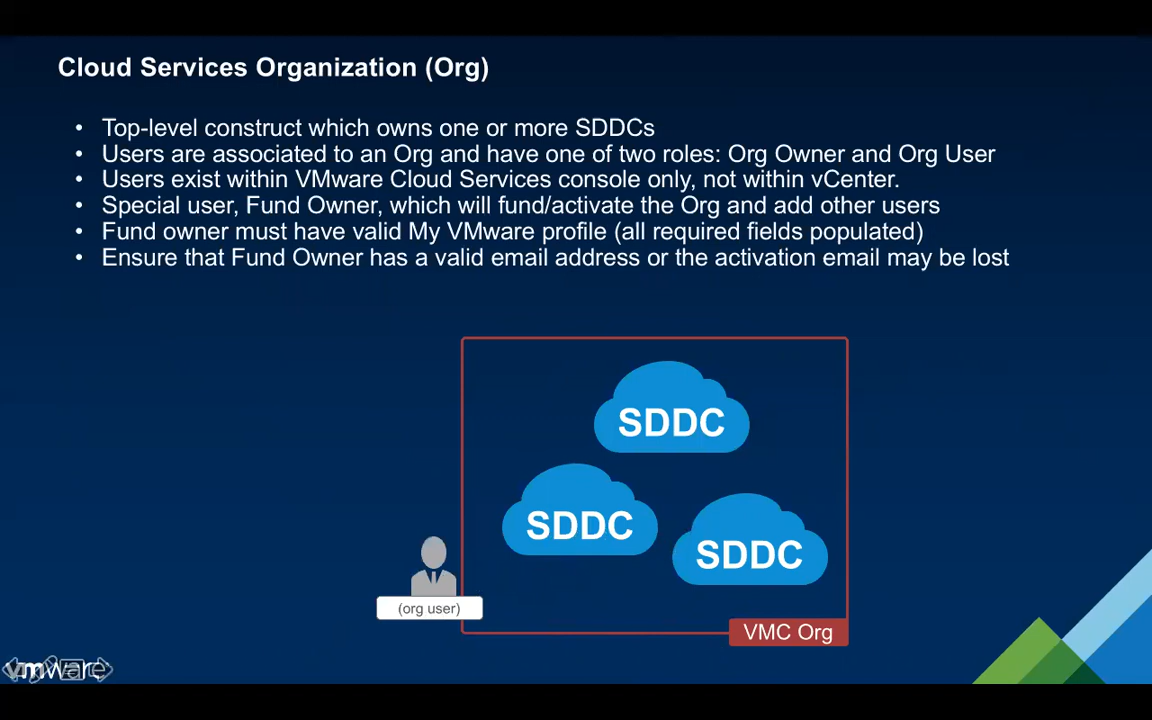 Cloud Services Organization (Org)
• Top-level construct which owns one or more SDDCs
• Users are associated to an Org and have one of two roles: Org Owner and Org User
• Users exist within VMware Cloud Services console only, not within vCenter.
• Special user, Fund Owner, which will fund/activate the Org and add other users
• Fund owner must have valid My VMware profile (all required fields populated)
• Ensure that Fund Owner has a valid email address or the activation email may be lost
SDDC
SDDC
SDDC
(org user)
VMC Org
vmware